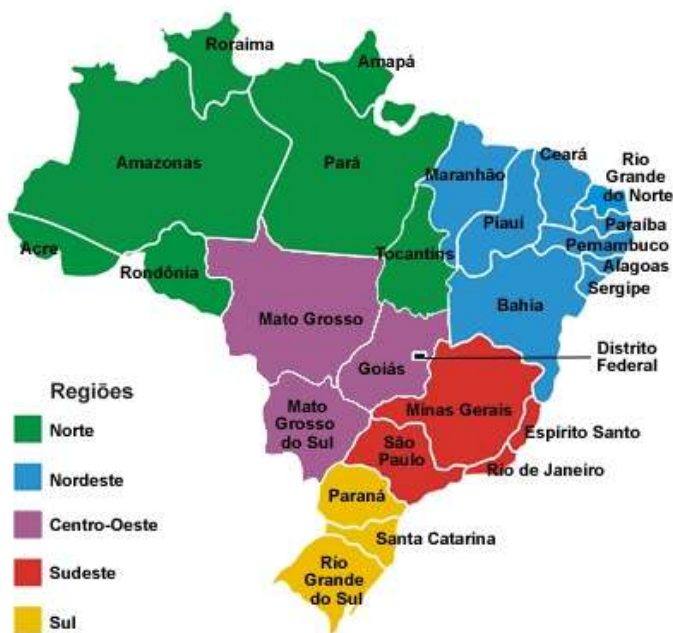 Roraima
Amapá
Amazonas
Pará
Maranhão
Ceará
Rio
Grande
do Norte
Piauí
Paraíba
Pernambuco
Alagoas
Sergipe
Acre
Rondônia
Tocantins
Bahia
Mato Grosso
Goiás
Distrito
Federal
Mato
Grosso
do Sul
Minas Gerais
Espirito Santo
São
Paulo
Rio de Janeiro
Paraná
Santa Catarina
Rio
Grande
do Sul
Regiões
Norte
Nordeste
Centro-Oeste
Sudeste
Sul